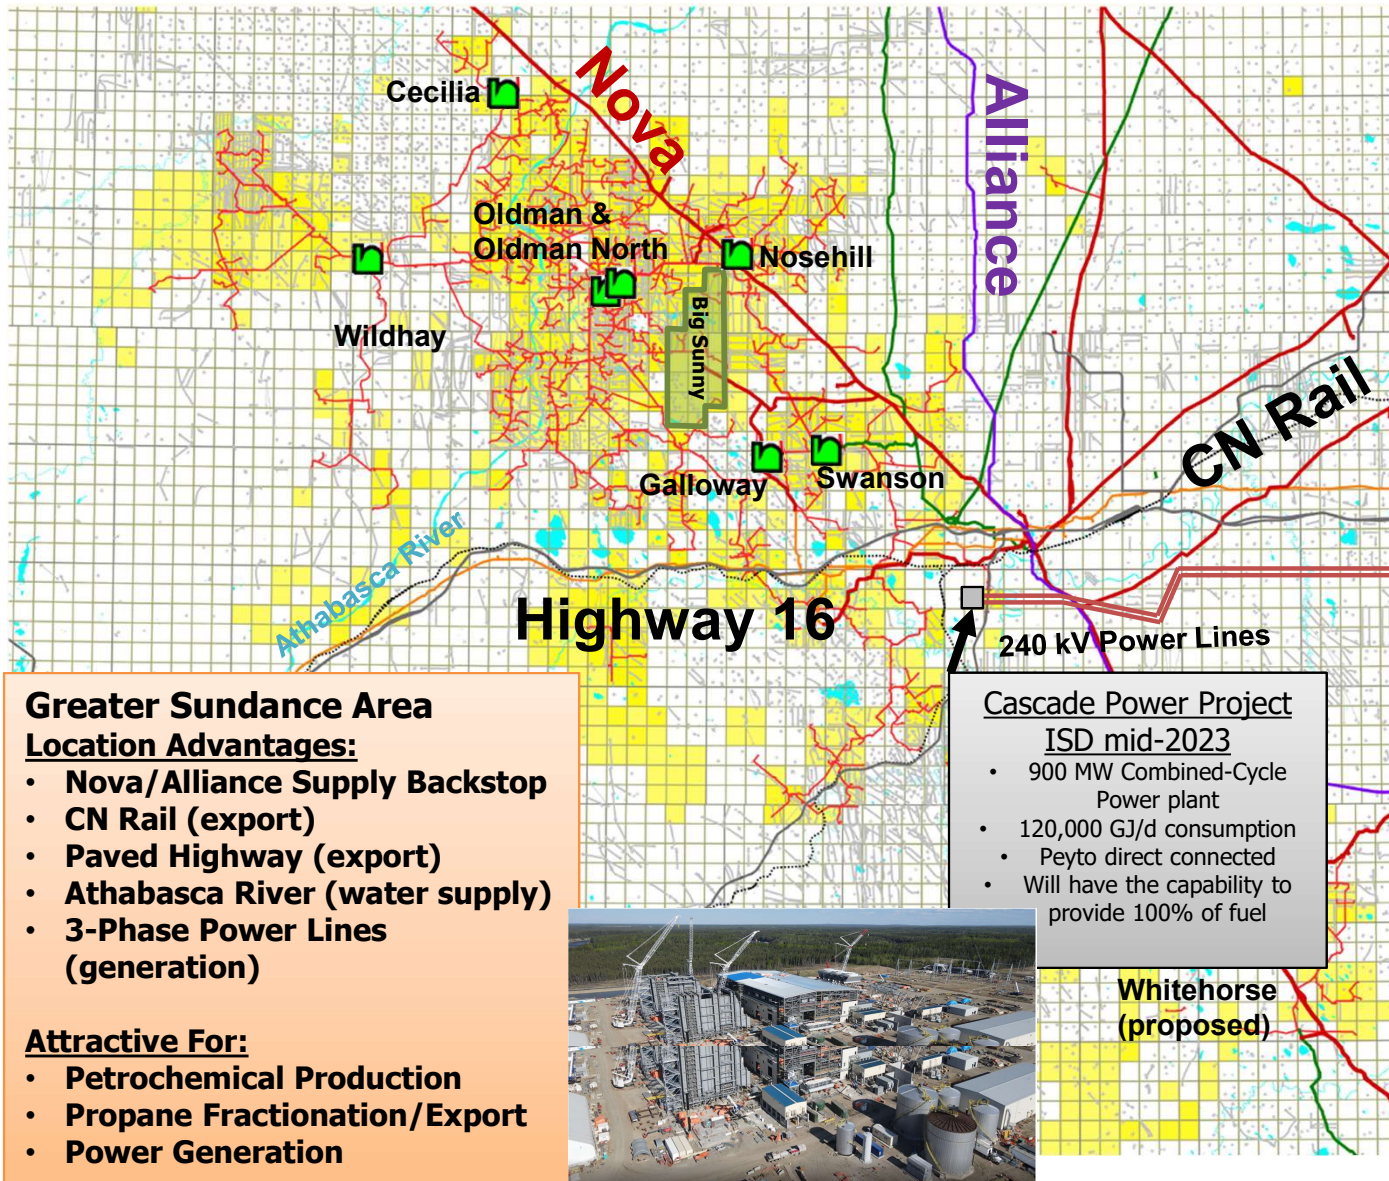 Nova
Alliance
Cecilia
Oldman &
Oldman North
Nosehill
Wildhay
Big Sunny
CN Rail
Galloway
Swanson
Athabasca River
Highway 16
240 kV Power Lines
Greater Sundance Area
Location Advantages:
• Nova/Alliance Supply Backstop
• CN Rail (export)
• Paved Highway (export)
• Athabasca River (water supply)
• 3-Phase Power Lines
(generation)
Attractive For:
• Petrochemical Production
• Propane Fractionation/Export
• Power Generation
Cascade Power Project
ISD mid-2023
• 900 MW Combined-Cycle
Power plant
• 120,000 GJ/d consumption
• Peyto direct connected
• Will have the capability to
provide 100% of fuel
Whitehorse
(proposed)